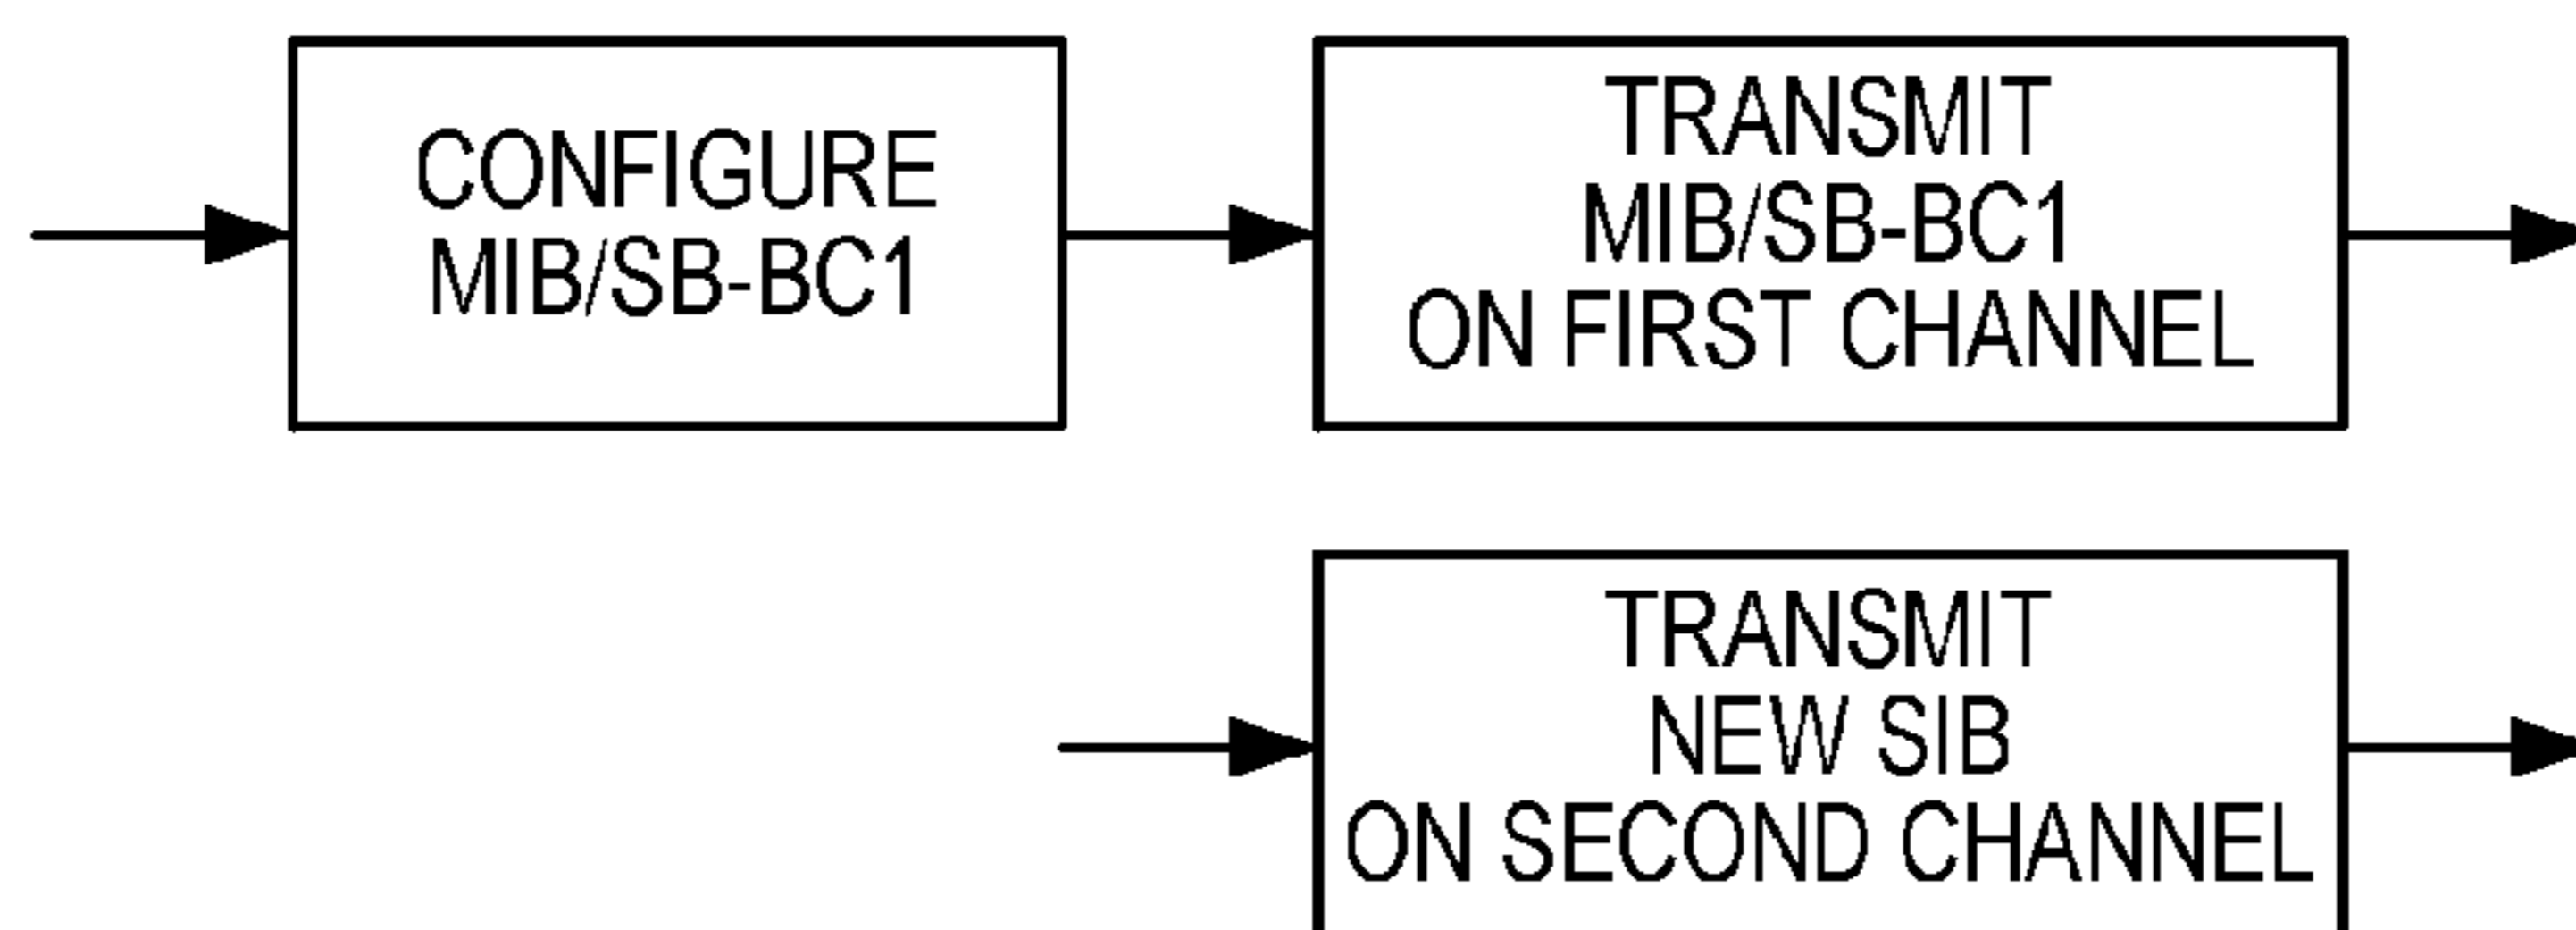 CONFIGURE
MIB/SB-BC1
TRANSMIT
MIB/SB-BC1
ON FIRST CHANNEL
TRANSMIT
NEW SIB
ON SECOND CHANNEL